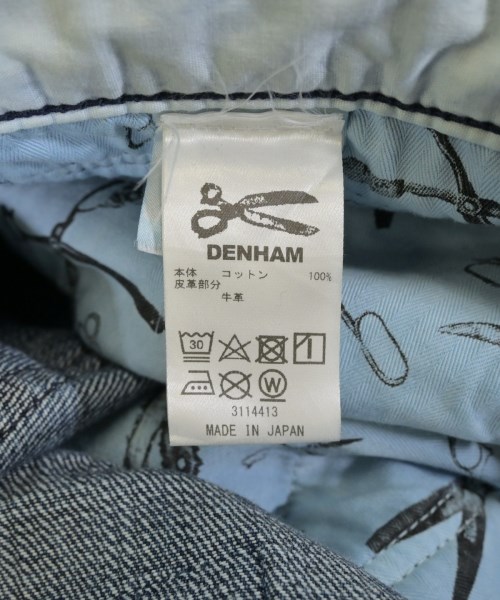 DENHAM
本体 コットン 100%
皮革部分
牛革
30
W
3114413
MADE IN JAPAN